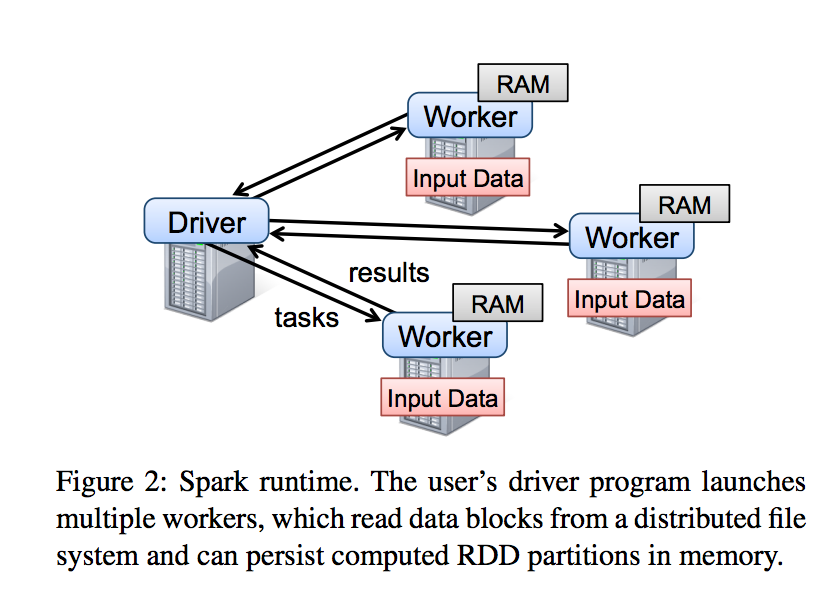 RAM
Worker
Input Data
RAM
Driver
Worker
Input Data
results
RAM
tasks
Worker
Input Data
Figure 2: Spark runtime. The user’s driver program launches
multiple workers, which read data blocks from a distributed file
system and can persist computed RDD partitions in memory.